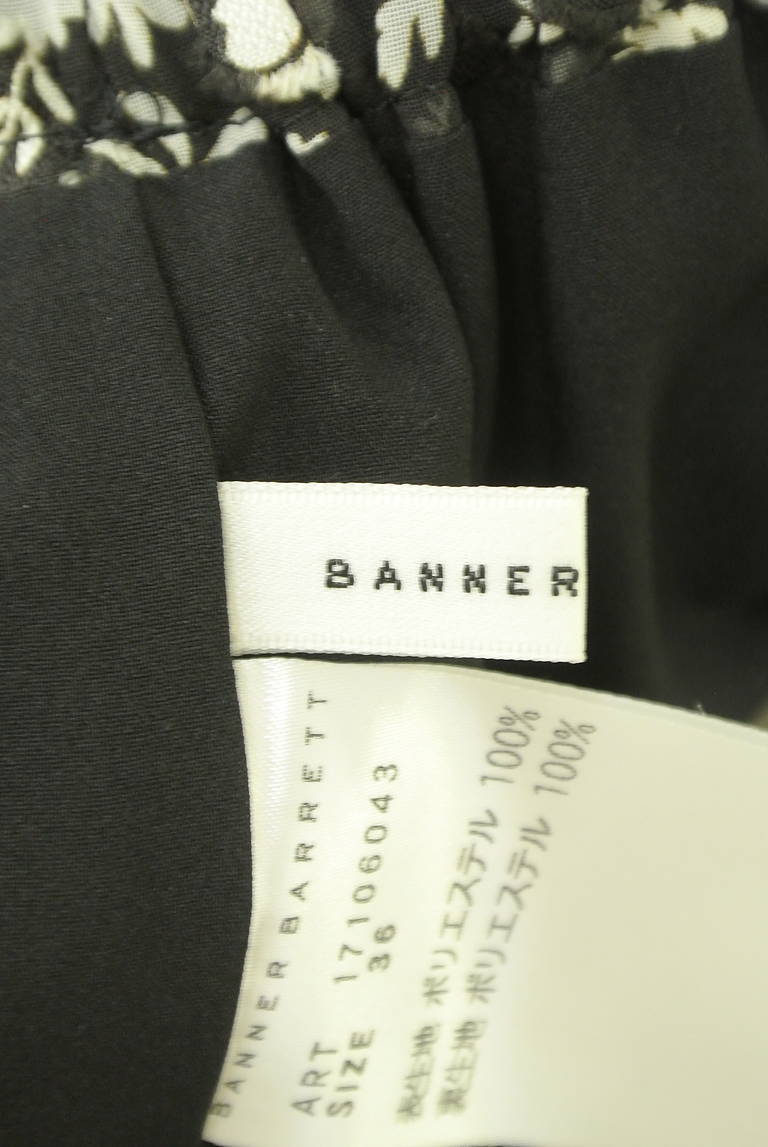 BANNER
BANNER BARRETT
ART 17106043
SIZE 36
表生地 ポリエステル 100%
裏生地 ポリエステル 100%